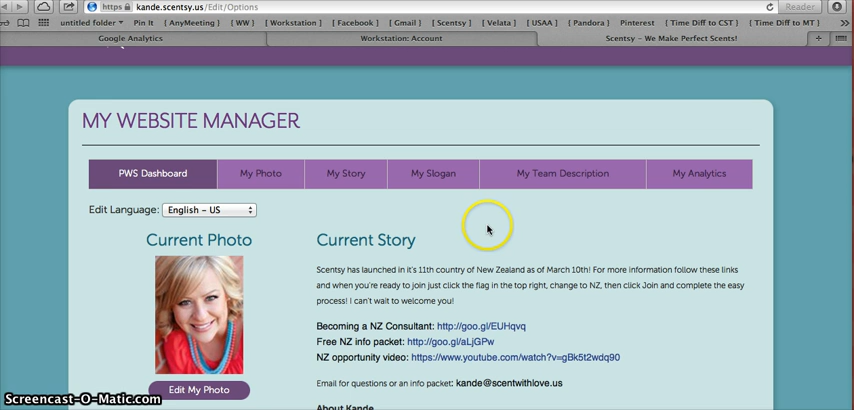 https kande.scentsy.us/Edit/Options Reader
untitled folder Pin It { AnyMeeting } { WW } { Workstation } { Facebook } { Gmail } { Scentsy } { Velata } { USAA } { Pandora } Pinterest { Time Diff to CST } { Time Diff to MT }
Google Analytics Workstation: Account Scentsy – We Make Perfect Scents!
MY WEBSITE MANAGER
PWS Dashboard My Photo My Story My Slogan My Team Description My Analytics
Edit Language: English – US
Current Photo Current Story
Scentsy has launched in it's 11th country of New Zealand as of March 10th! For more information follow these links
and when you're ready to join just click the flag in the top right, change to NZ, then click Join and complete the easy
process! I can't wait to welcome you!
Becoming a NZ Consultant: http://goo.gl/EUHqvq
Free NZ info packet: http://goo.gl/aLjGPw
NZ opportunity video: https://www.youtube.com/watch?v=gBk5t2wdq90
Edit My Photo
Email for questions or an info packet: kande@scentwithlove.us
About Kande
Screencast-O-Matic.com